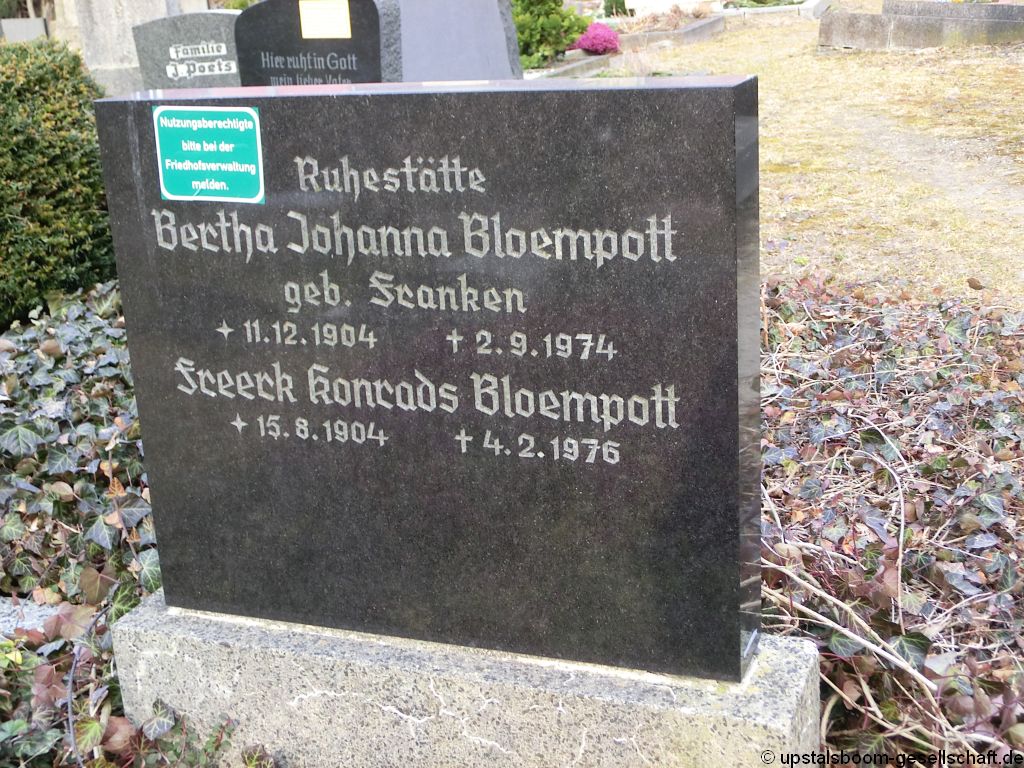 Familie
J. Poets
Hier ruht in Gott
mein lieber Vater
Nutzungsberechtigte
bitte bei der
Friedhofsverwaltung
melden.
Ruhestätte
Bertha Johanna Bloempott
geb. Franken
11.12.1904 † 2.9.1974
Freerk Konrads Bloempott
15.8.1904 † 4.2.1976
© upstalsboom-gesellschaft.de